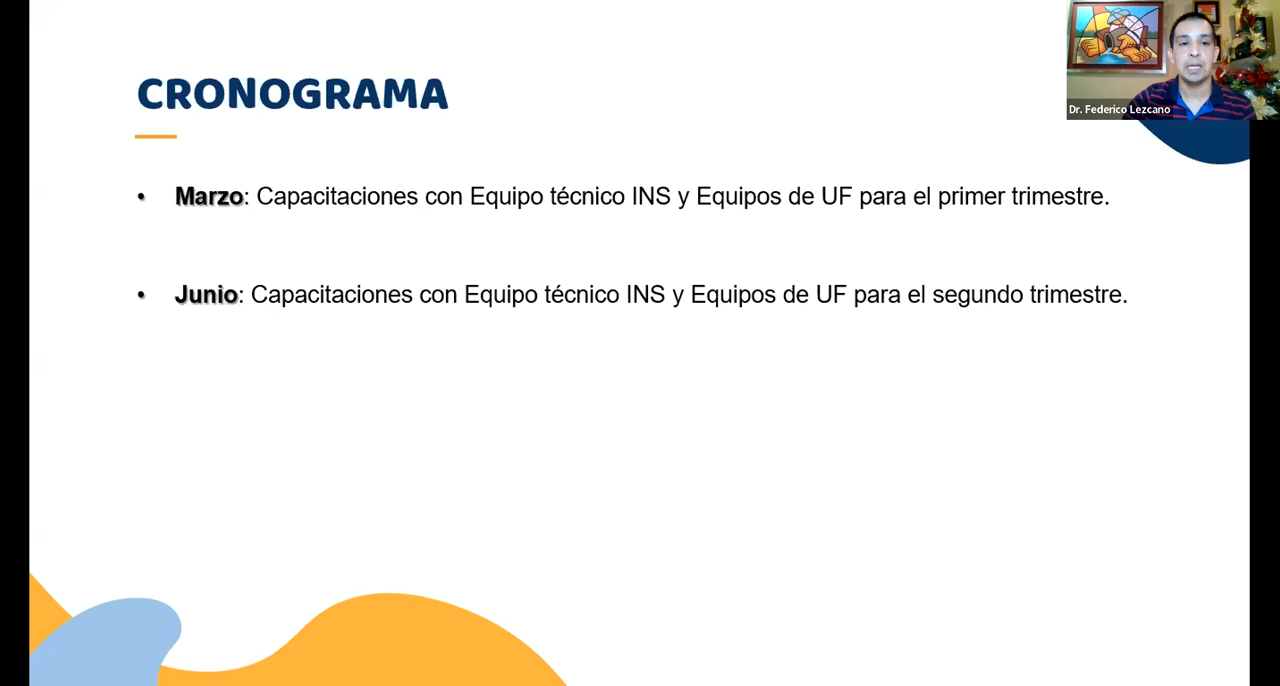 CRONOGRAMA
Dr. Federico Lezcano
• Marzo: Capacitaciones con Equipo técnico INS y Equipos de UF para el primer trimestre.
• Junio: Capacitaciones con Equipo técnico INS y Equipos de UF para el segundo trimestre.